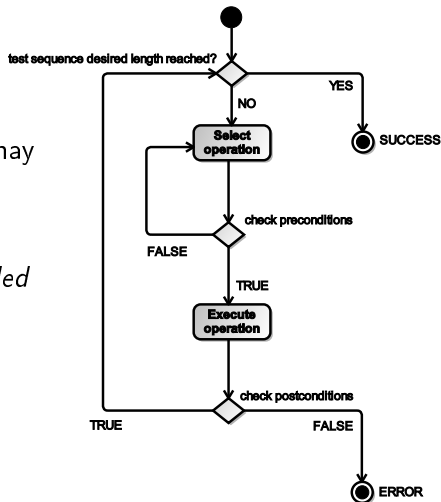 test sequence desired length reached?
YES
NO
Select
operation
SUCCESS
check preconditions
FALSE
TRUE
Execute
operation
check postconditions
TRUE
FALSE
ERROR